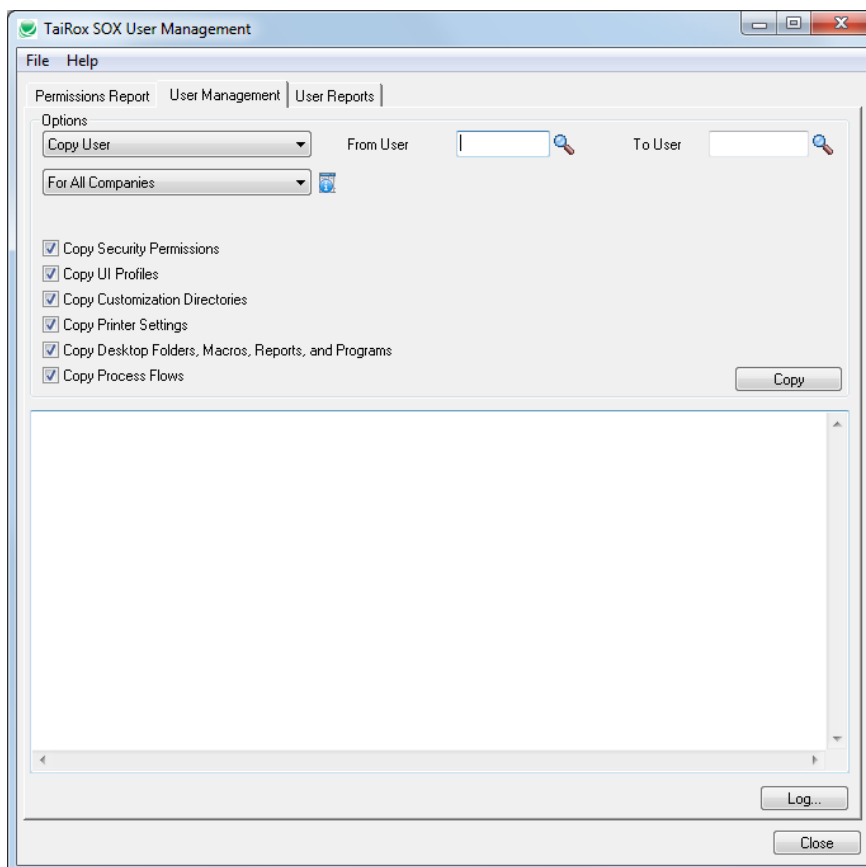 TaiRox SOX User Management
File Help
Permissions Report User Management User Reports
Options
Copy User From User To User
For All Companies
Copy Security Permissions
Copy UI Profiles
Copy Customization Directories
Copy Printer Settings
Copy Desktop Folders, Macros, Reports, and Programs
Copy Process Flows
Copy
Log...
Close